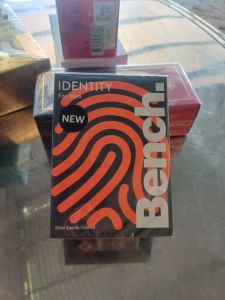 IDENTITY
For Him
NEW
Bench.
30ml Eau de Toilette